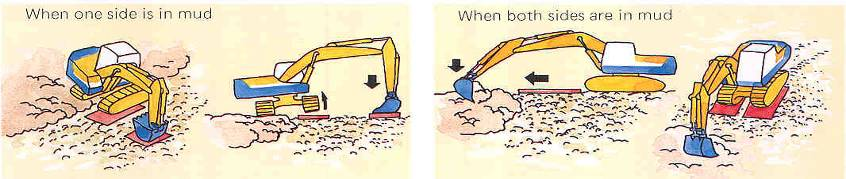 When one side is in mud
When both sides are in mud